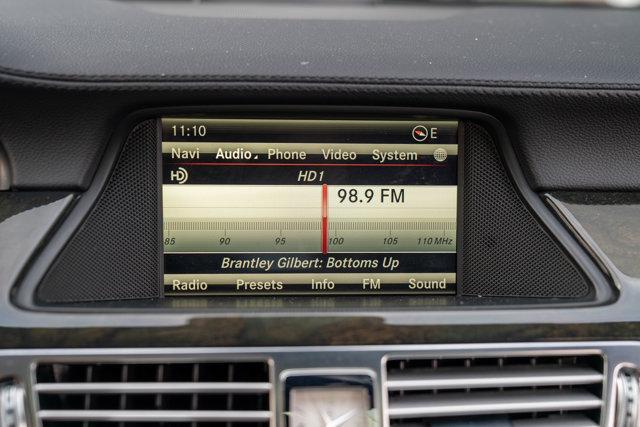 11:10 E
Navi Audio Phone Video System
HD HD1
98.9 FM
85 90 95 100 105 110 MHz
Brantley Gilbert: Bottoms Up
Radio Presets Info FM Sound